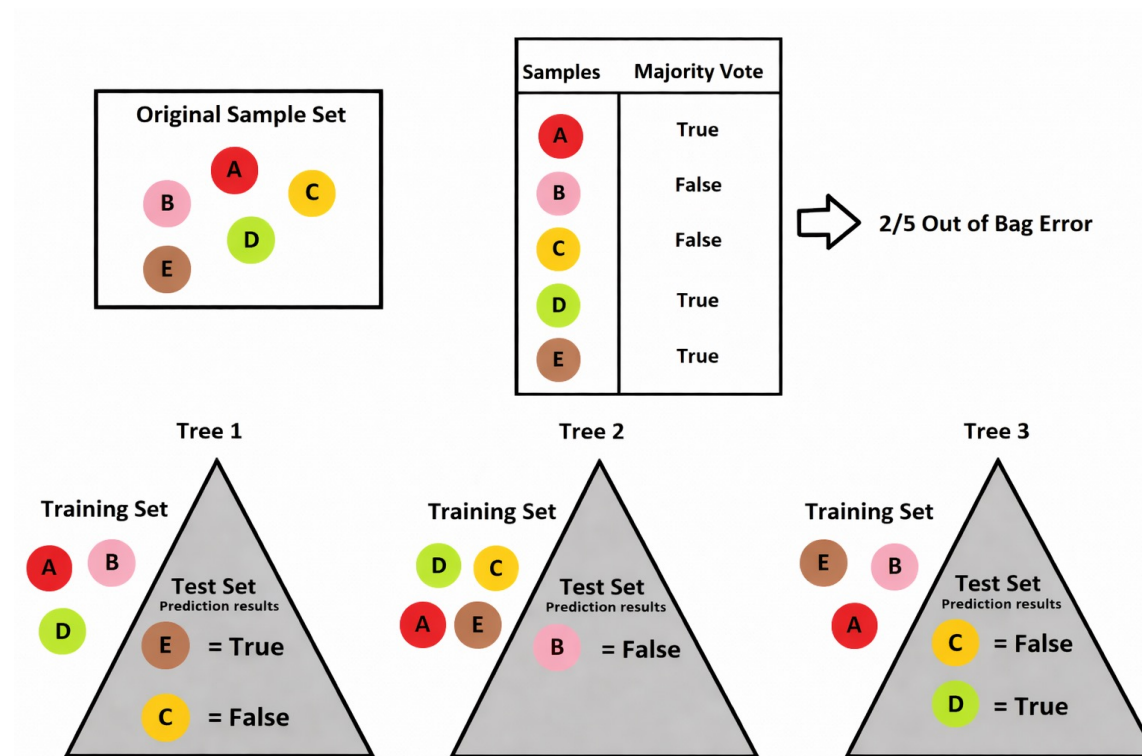 Original Sample Set
A
B
C
D
E
Samples Majority Vote
A True
B False
C False
D True
E True
2/5 Out of Bag Error
Tree 1
Training Set
A B
D
Test Set
Prediction results
E = True
C = False
Tree 2
Training Set
D C
A E
Test Set
Prediction results
B = False
Tree 3
Training Set
E B
A
Test Set
Prediction results
C = False
D = True